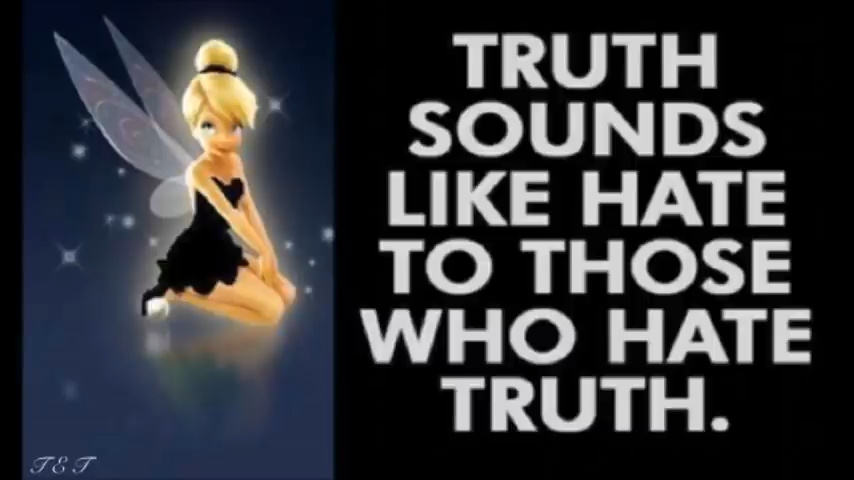 TRUTH
SOUNDS
LIKE HATE
TO THOSE
WHO HATE
TRUTH.
T&T